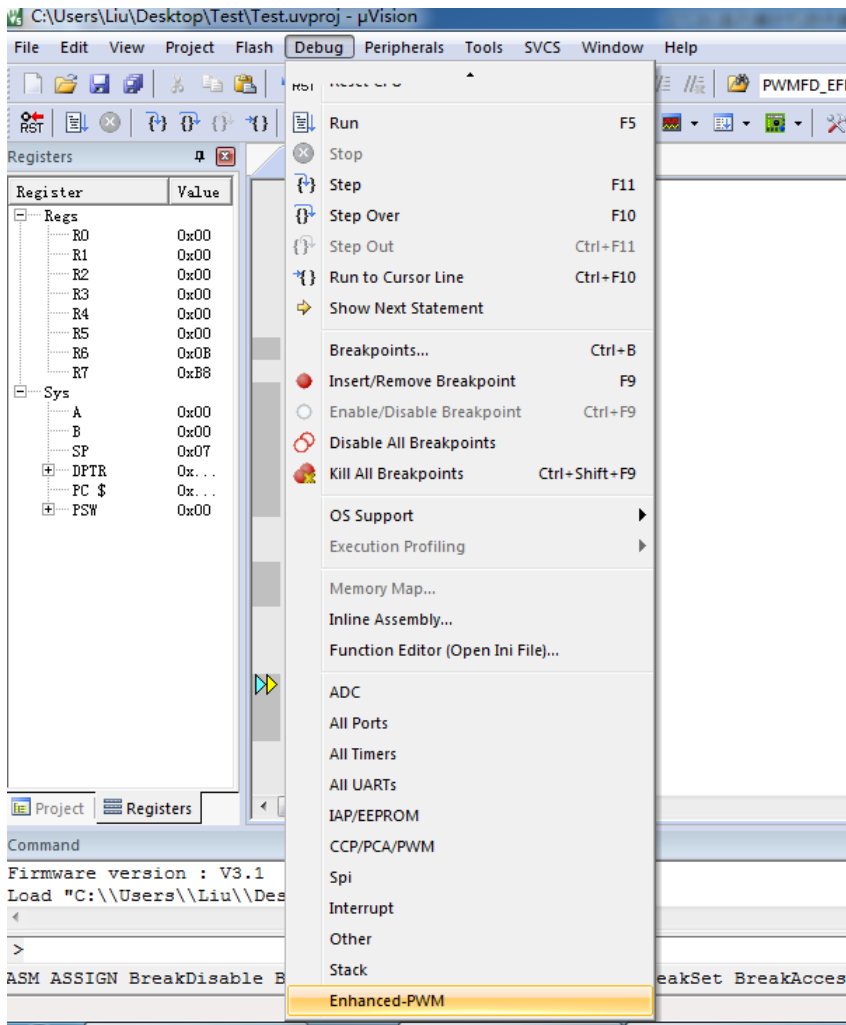 C:\Users\Liu\Desktop\Test\Test.uvproj - µVision
File Edit View Project Flash Debug Peripherals Tools SVCS Window Help
RST Reset CPU
PWMFD_EFI
RST
Run F5
Registers
Stop
Register Value
Step F11
Regs
Step Over F10
R0 0x00
Step Out Ctrl+F11
R1 0x00
R2 0x00
Run to Cursor Line Ctrl+F10
R3 0x00
Show Next Statement
R4 0x00
R5 0x00
Breakpoints... Ctrl+B
R6 0x0B
R7 0xB8
Insert/Remove Breakpoint F9
Sys
A 0x00
Enable/Disable Breakpoint Ctrl+F9
B 0x00
SP 0x07
Disable All Breakpoints
DPTR 0x...
Kill All Breakpoints Ctrl+Shift+F9
PC $ 0x...
PSW 0x00
OS Support
Execution Profiling
Memory Map...
Inline Assembly...
Function Editor (Open Ini File)...
ADC
All Ports
All Timers
All UARTs
Project Registers
IAP/EEPROM
Command
CCP/PCA/PWM
Firmware version : V3.1
Spi
Load "C:\\Users\\Liu\\Des
Interrupt
Other
>
Stack
ASM ASSIGN BreakDisable B eakSet BreakAcces
Enhanced-PWM